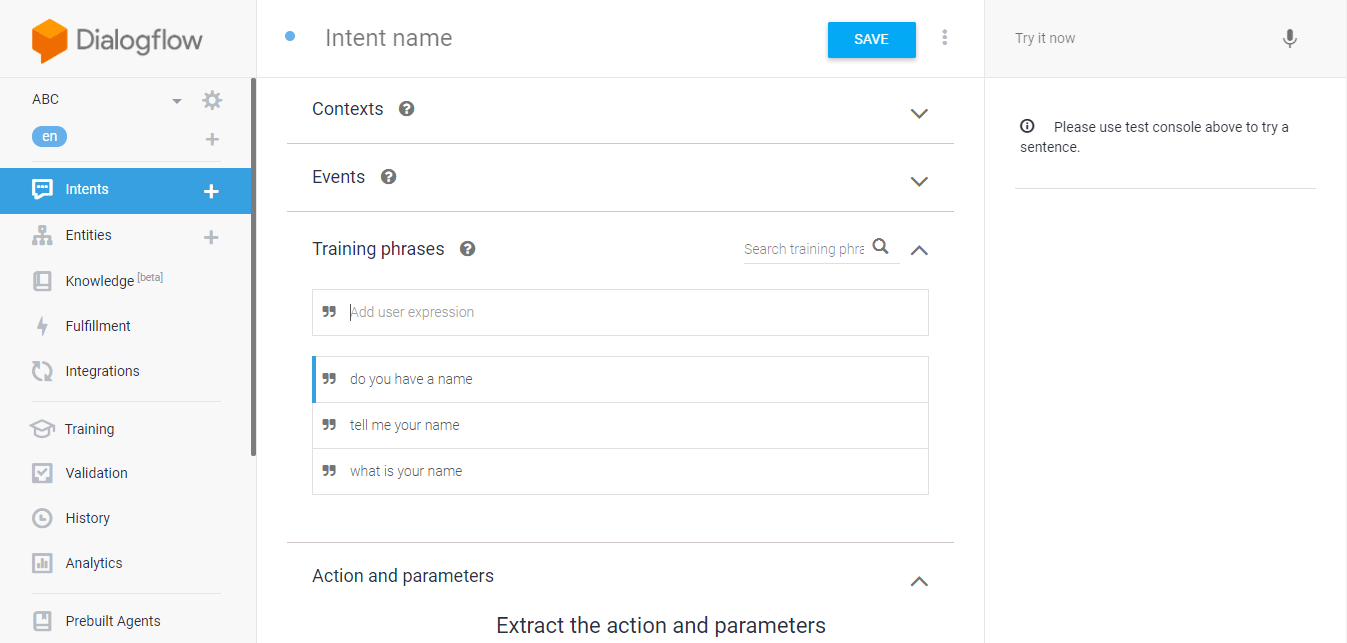 Dialogflow
ABC
en
Intents
Entities
Knowledge [beta]
Fulfillment
Integrations
Training
Validation
History
Analytics
Prebuilt Agents
Intent name
SAVE
Contexts
Events
Training phrases
Search training phra
Add user expression
do you have a name
tell me your name
what is your name
Action and parameters
Extract the action and parameters
Try it now
Please use test console above to try a
sentence.